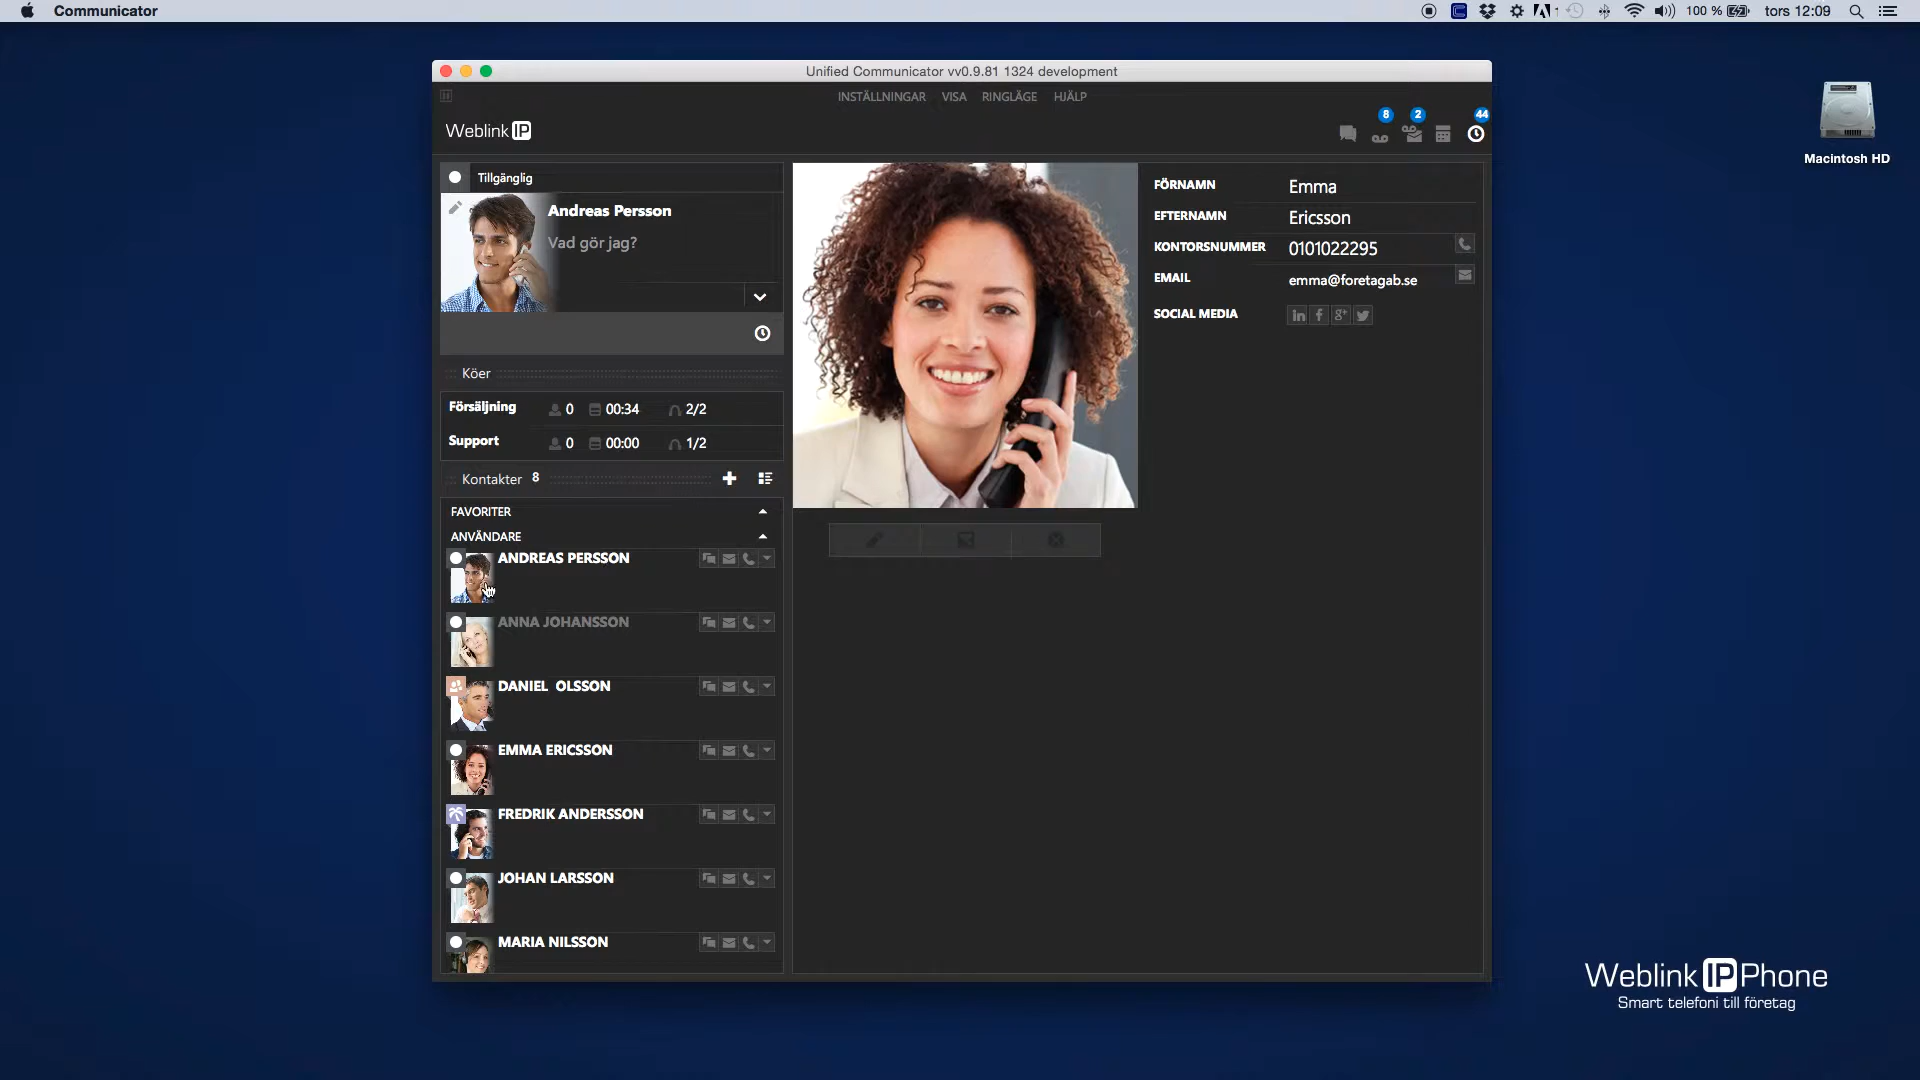 Communicator
100 %
tors 12:09
Unified Communicator vv0.9.81 1324 development
INSTÄLLNINGAR VISA RINGLÄGE HJÄLP
Weblink IP
8 2 44
Macintosh HD
Tillgänglig
Andreas Persson
Vad gör jag?
FÖRNAMN Emma
EFTERNAMN Ericsson
KONTORSNUMMER 0101022295
EMAIL emma@foretagab.se
SOCIAL MEDIA in f g+
Köer
Försäljning 0 00:34 2/2
Support 0 00:00 1/2
Kontakter 8
FAVORITER
ANVÄNDARE
ANDREAS PERSSON
ANNA JOHANSSON
DANIEL OLSSON
EMMA ERICSSON
FREDRIK ANDERSSON
JOHAN LARSSON
MARIA NILSSON
Weblink IP Phone
Smart telefoni till företag